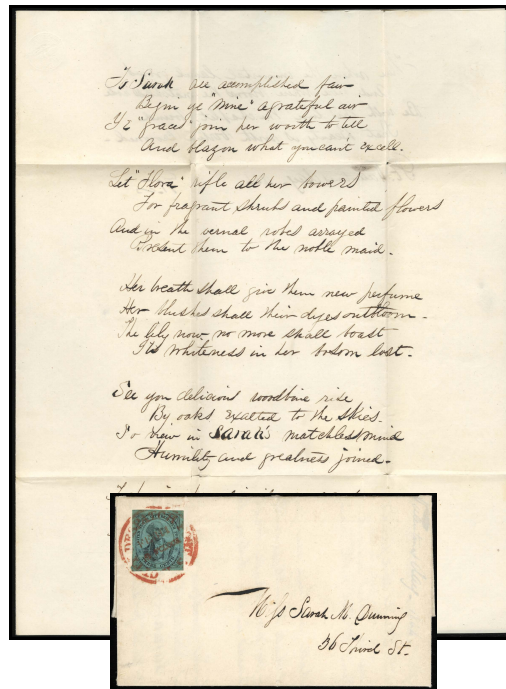 To Sarah all accomplished fair
Begin ye "Nine" a grateful air
Ye "graces" join her worth to tell
And blazon what you can't excell.
Let "Flora" rifle all her bowers
For fragrant shrubs and painted flowers
And in the vernal robes arrayed
Present them to the noble maid.
Her breath shall give them new perfume
Her blushes shall their dyes outbloom.
The lily now no more shall boast
Its whiteness in her bosom lost.
See you delicious woodbine rise
By oaks exalted to the skies.
To view in Sarah's matchless mind
Humility and greatness joined.
Miss Sarah M. Dunning
56 Third St.